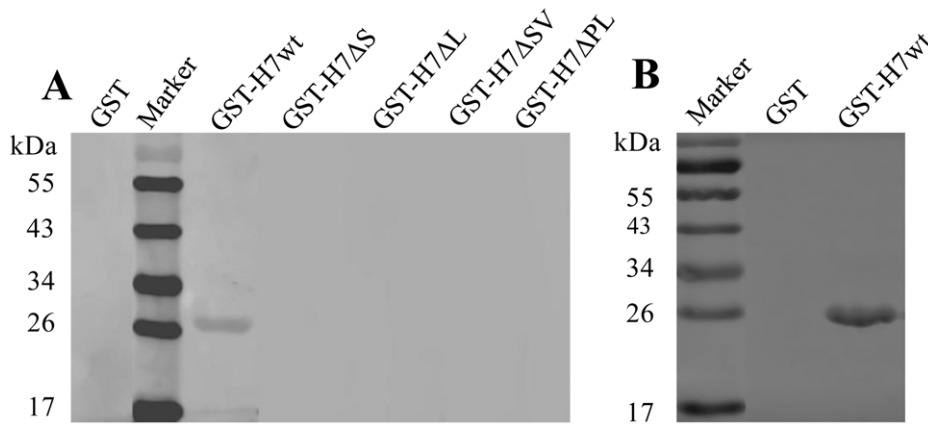 A
GST
Marker
GST-H7wt
GST-H7ΔS
GST-H7ΔL
GST-H7ΔSV
GST-H7ΔPL
kDa
55
43
34
26
17
B
Marker
GST
GST-H7wt
kDa
55
43
34
26
17